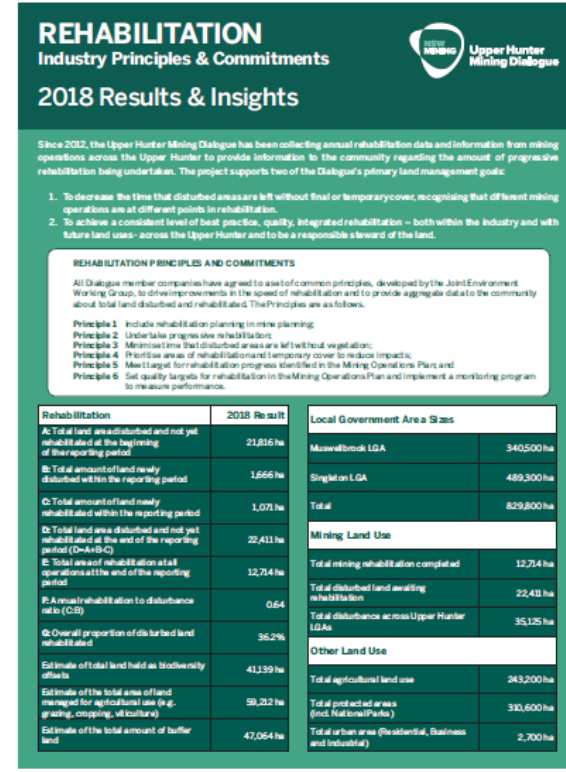 REHABILITATION
Industry Principles & Commitments
2018 Results & Insights
NSW
MINING
Upper Hunter
Mining Dialogue
Since 2012, the Upper Hunter Mining Dialogue has been collecting annual rehabilitation data and information from mining
operations across the Upper Hunter to provide information to the community regarding the amount of progressive
rehabilitation being undertaken. The project supports two of the Dialogue's primary land management goals:
1. To decrease the time that disturbed areas are left without final or temporary cover, recognising that different mining
operations are at different points in rehabilitation.
2. To achieve a consistent level of best practice, quality, integrated rehabilitation – both within the industry and with
future land uses - across the Upper Hunter and to be a responsible steward of the land.
REHABILITATION PRINCIPLES AND COMMITMENTS
All Dialogue member companies have agreed to a set of common principles, developed by the Joint Environment
Working Group, to drive improvements in the speed of rehabilitation and to provide aggregate data to the community
about total land disturbed and rehabilitated. The Principles are as follows.
Principle 1 Include rehabilitation planning in mine planning;
Principle 2 Undertake progressive rehabilitation;
Principle 3 Minimise time that disturbed areas are left without vegetation;
Principle 4 Prioritise areas of rehabilitation and temporary cover to reduce impacts;
Principle 5 Meet target for rehabilitation progress identified in the Mining Operations Plan; and
Principle 6 Set quality targets for rehabilitation in the Mining Operations Plan and implement a monitoring program
to measure performance.
Rehabilitation 2018 Result
A: Total land area disturbed and not yet
rehabilitated at the beginning
of the reporting period 21,816 ha
B: Total amount of land newly
disturbed within the reporting period 1,666 ha
C: Total amount of land newly
rehabilitated within the reporting period 1,071 ha
D: Total land area disturbed and not yet
rehabilitated at the end of the reporting
period (D=A+B-C) 22,411 ha
E: Total area of rehabilitation at all
operations at the end of the reporting
period 12,714 ha
F: Annual rehabilitation to disturbance
ratio (C:B) 0.64
G: Overall proportion of disturbed land
rehabilitated 36.2%
Estimate of total land held as biodiversity
offsets 41,139 ha
Estimate of the total area of land
managed for agricultural use (e.g.
grazing, cropping, viticulture) 59,212 ha
Estimate of the total amount of buffer
land 47,064 ha
Local Government Area Sizes
Muswellbrook LGA 340,500 ha
Singleton LGA 489,300 ha
Total 829,800 ha
Mining Land Use
Total mining rehabilitation completed 12,714 ha
Total disturbed land awaiting
rehabilitation 22,411 ha
Total disturbance across Upper Hunter
LGAs 35,125 ha
Other Land Use
Total agricultural land use 243,200 ha
Total protected areas
(incl. National Parks) 310,600 ha
Total urban area (Residential, Business
and Industrial) 2,700 ha